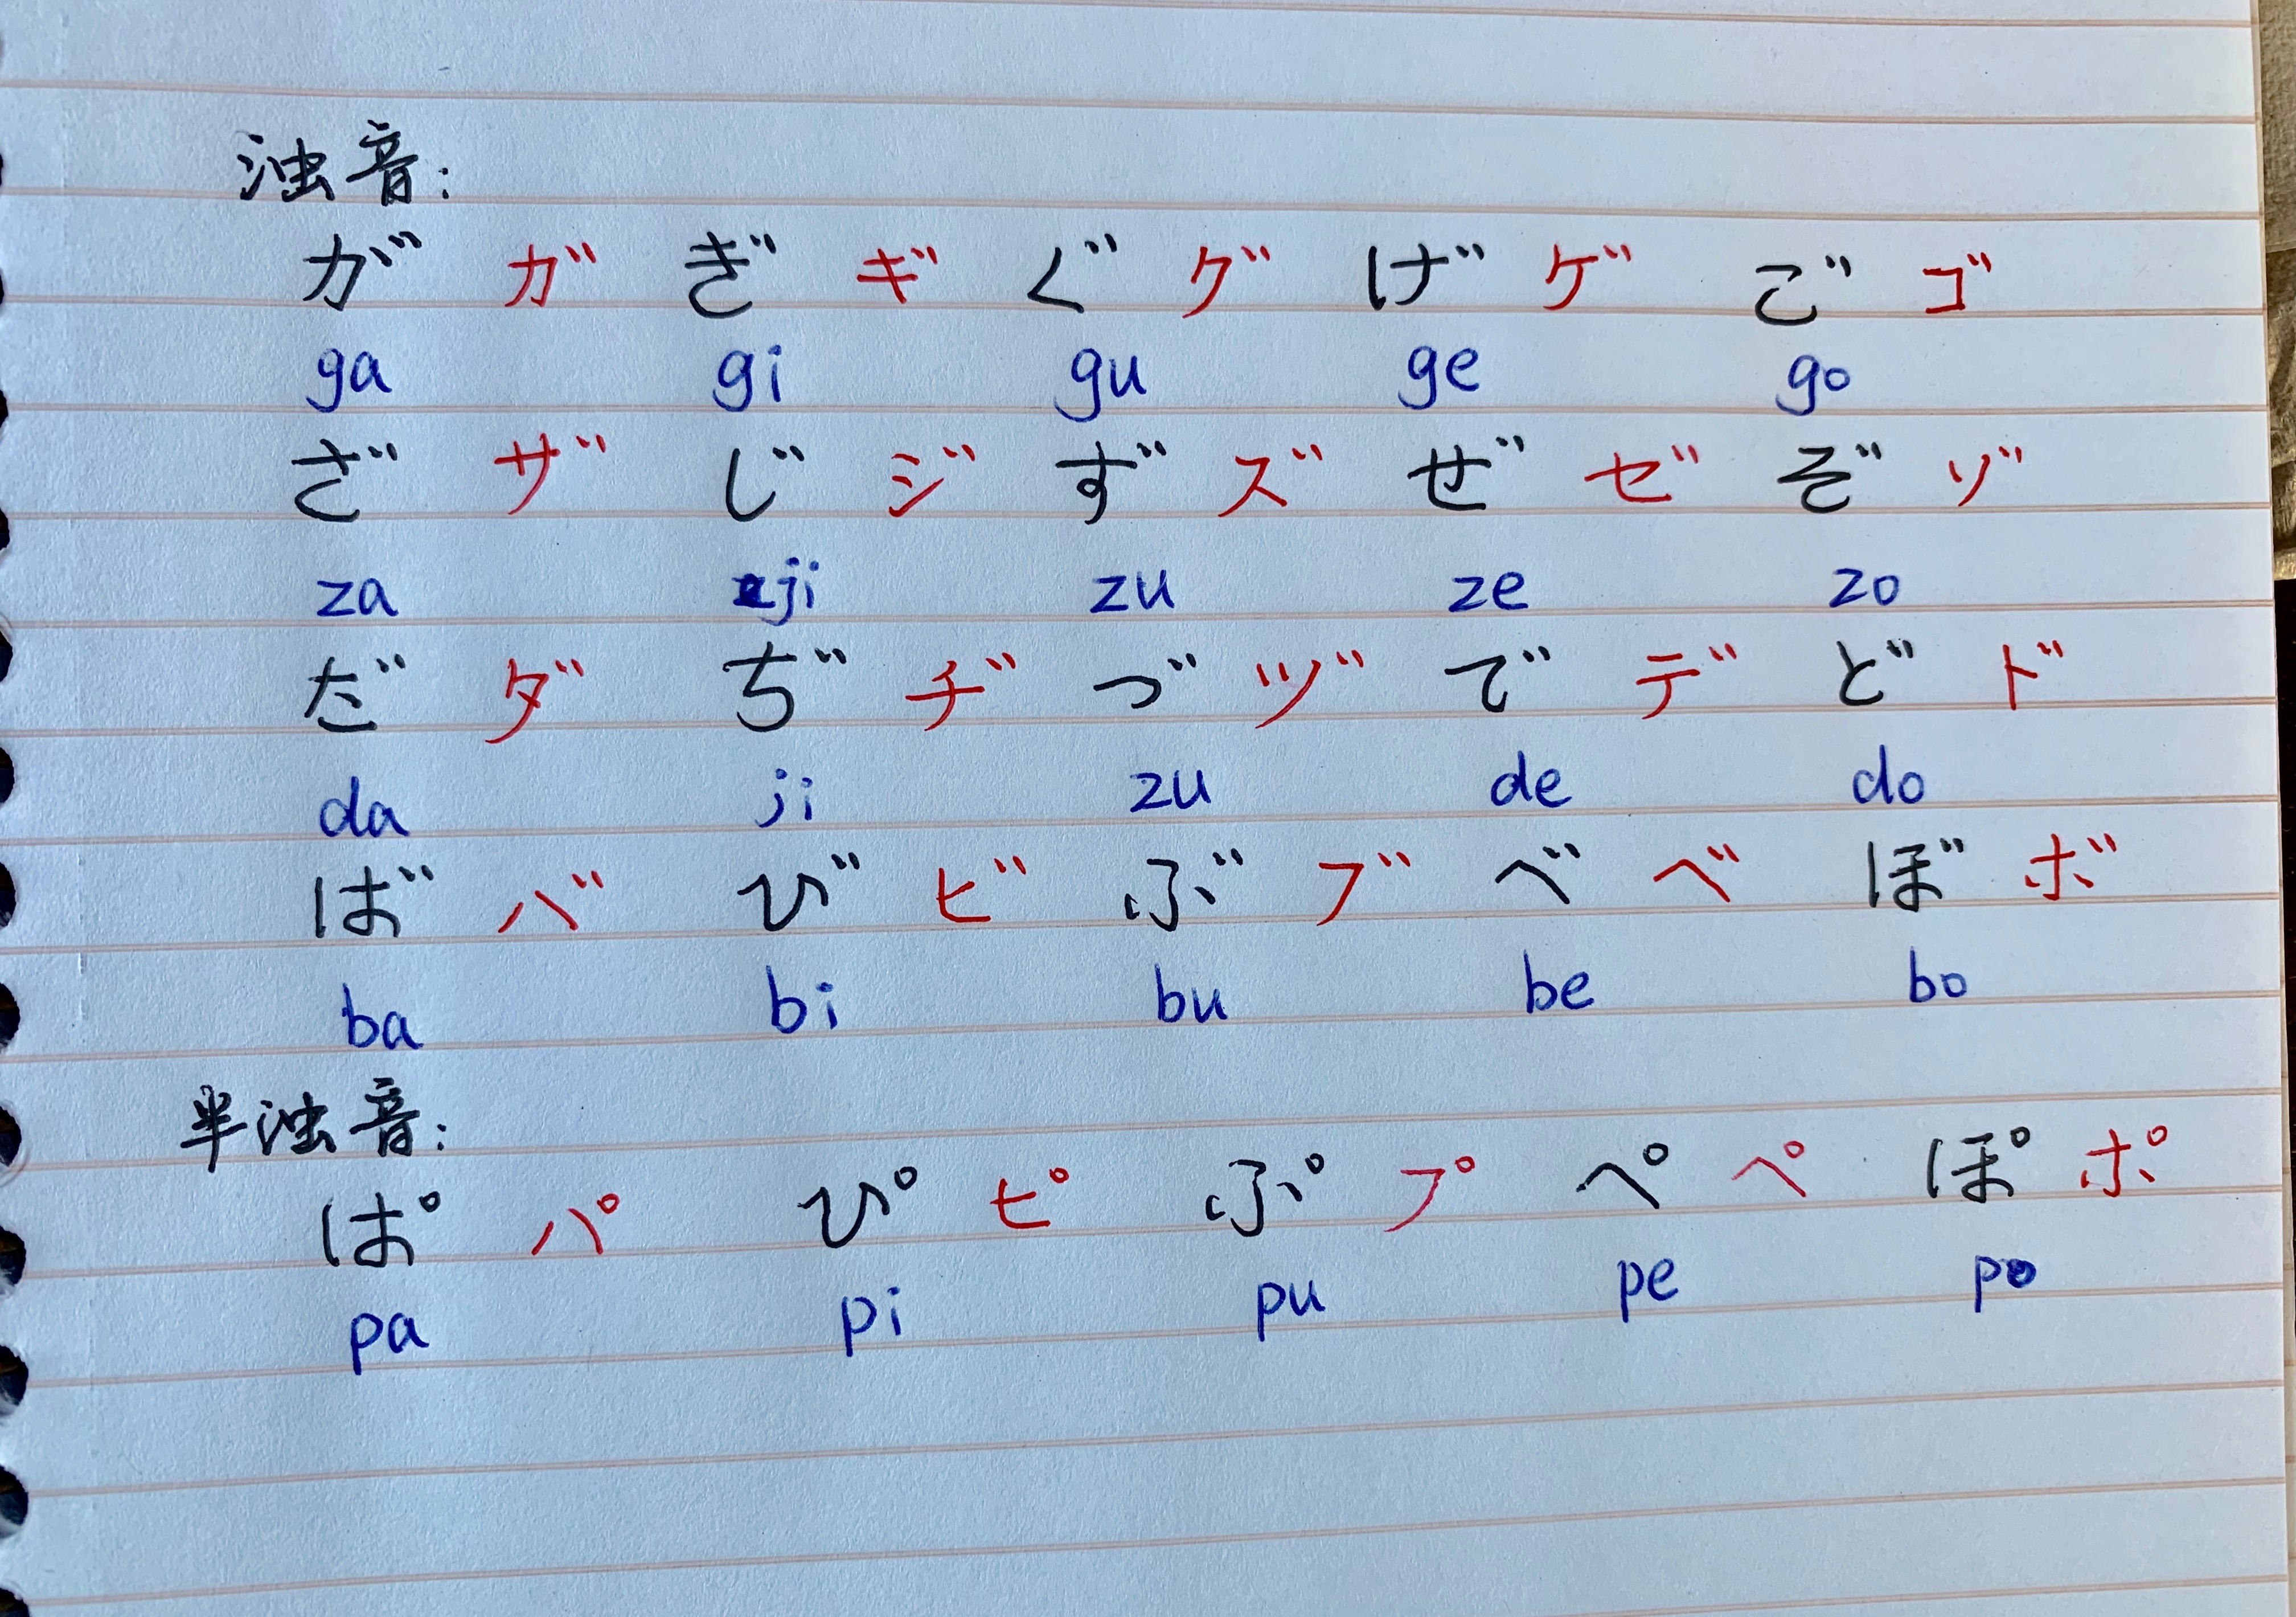 浊音:
が ガ ぎ ギ ぐ グ げ ゲ ご ゴ
ga gi gu ge go
ざ ザ じ ジ ず ズ ぜ ゼ ぞ ゾ
za ji zu ze zo
だ ダ ぢ ヂ づ ヅ で デ ど ド
da ji zu de do
ば バ び ビ ぶ ブ べ ベ ぼ ボ
ba bi bu be bo
半浊音:
ぱ パ ぴ ピ ぷ プ ぺ ペ ぽ ポ
pa pi pu pe po